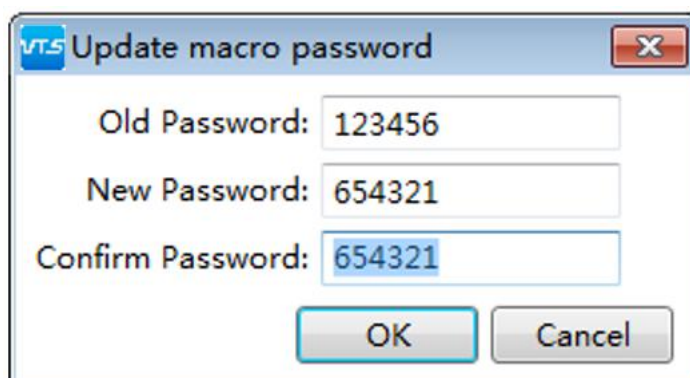 VTS Update macro password
Old Password: 123456
New Password: 654321
Confirm Password: 654321
OK Cancel